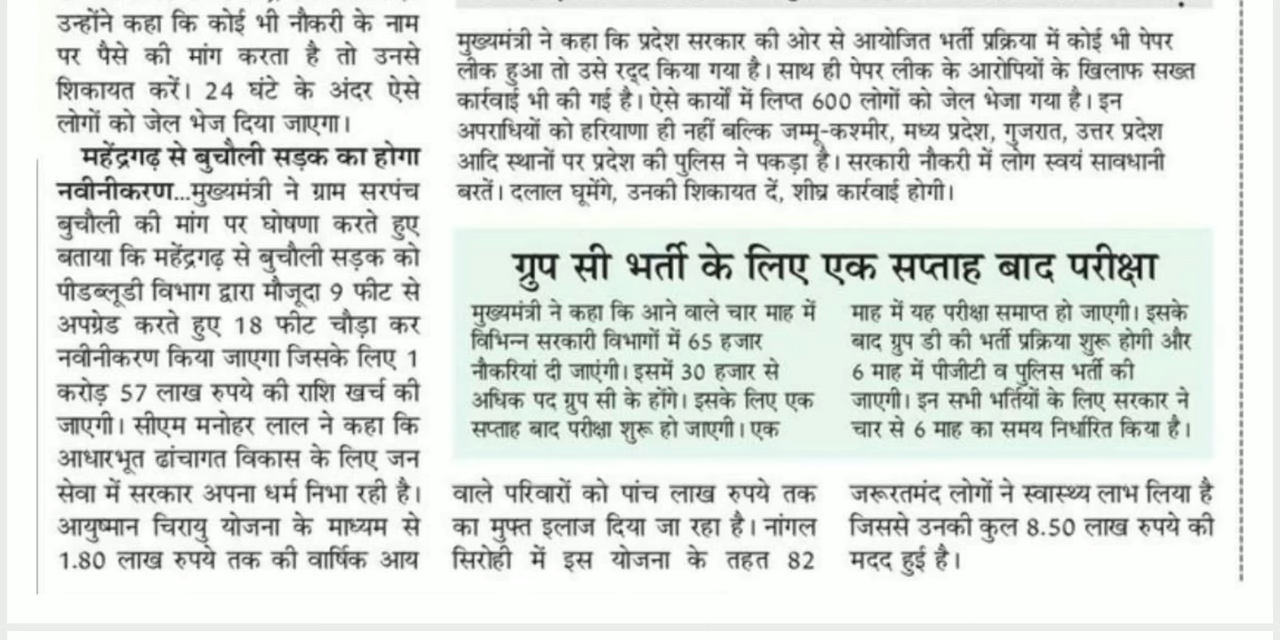 उन्होंने कहा कि कोई भी नौकरी के नाम
पर पैसे की मांग करता है तो उनसे
शिकायत करें। 24 घंटे के अंदर ऐसे
लोगों को जेल भेज दिया जाएगा।
महेंद्रगढ़ से बुचौली सड़क का होगा
नवीनीकरण...मुख्यमंत्री ने ग्राम सरपंच
बुचौली की मांग पर घोषणा करते हुए
बताया कि महेंद्रगढ़ से बुचौली सड़क को
पीडब्लूडी विभाग द्वारा मौजूदा 9 फीट से
अपग्रेड करते हुए 18 फीट चौड़ा कर
नवीनीकरण किया जाएगा जिसके लिए 1
करोड़ 57 लाख रुपये की राशि खर्च की
जाएगी। सीएम मनोहर लाल ने कहा कि
आधारभूत ढांचागत विकास के लिए जन
सेवा में सरकार अपना धर्म निभा रही है।
आयुष्मान चिरायु योजना के माध्यम से
1.80 लाख रुपये तक की वार्षिक आय
मुख्यमंत्री ने कहा कि प्रदेश सरकार की ओर से आयोजित भर्ती प्रक्रिया में कोई भी पेपर
लीक हुआ तो उसे रद्द किया गया है। साथ ही पेपर लीक के आरोपियों के खिलाफ सख्त
कार्रवाई भी की गई है। ऐसे कार्यों में लिप्त 600 लोगों को जेल भेजा गया है। इन
अपराधियों को हरियाणा ही नहीं बल्कि जम्मू-कश्मीर, मध्य प्रदेश, गुजरात, उत्तर प्रदेश
आदि स्थानों पर प्रदेश की पुलिस ने पकड़ा है। सरकारी नौकरी में लोग स्वयं सावधानी
बरतें। दलाल घूमेंगे, उनकी शिकायत दें, शीघ्र कार्रवाई होगी।
ग्रुप सी भर्ती के लिए एक सप्ताह बाद परीक्षा
मुख्यमंत्री ने कहा कि आने वाले चार माह में
विभिन्न सरकारी विभागों में 65 हजार
नौकरियां दी जाएंगी। इसमें 30 हजार से
अधिक पद ग्रुप सी के होंगे। इसके लिए एक
सप्ताह बाद परीक्षा शुरू हो जाएगी। एक
माह में यह परीक्षा समाप्त हो जाएगी। इसके
बाद ग्रुप डी की भर्ती प्रक्रिया शुरू होगी और
6 माह में पीजीटी व पुलिस भर्ती की
जाएगी। इन सभी भर्तियों के लिए सरकार ने
चार से 6 माह का समय निर्धारित किया है।
वाले परिवारों को पांच लाख रुपये तक
का मुफ्त इलाज दिया जा रहा है। नांगल
सिरोही में इस योजना के तहत 82
जरूरतमंद लोगों ने स्वास्थ्य लाभ लिया है
जिससे उनकी कुल 8.50 लाख रुपये की
मदद हुई है।